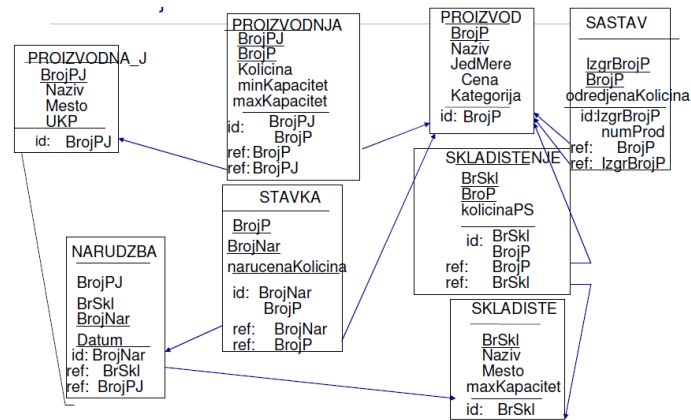 PROIZVODNA_J
BrojPJ
Naziv
Mesto
UKP
id: BrojPJ
PROIZVODNJA
BrojPJ
BrojP
Kolicina
minKapacitet
maxKapacitet
id: BrojPJ
BrojP
ref: BrojP
ref: BrojPJ
PROIZVOD
BrojP
Naziv
JedMere
Cena
Kategorija
id: BrojP
SASTAV
IzgrBrojP
BrojP
odredjenaKolicina
id:IzgrBrojP
numProd
ref: BrojP
ref: IzgrBrojP
NARUDZBA
BrojPJ
BrSkl
BrojNar
Datum
id: BrojNar
ref: BrSkl
ref: BrojPJ
STAVKA
BrojP
BrojNar
narucenaKolicina
id: BrojNar
BrojP
ref: BrojNar
ref: BrojP
SKLADISTENJE
BrSkl
BroP
kolicinaPS
id: BrSkl
BrojP
ref: BrojP
ref: BrSkl
SKLADISTE
BrSkl
Naziv
Mesto
maxKapacitet
id: BrSkl